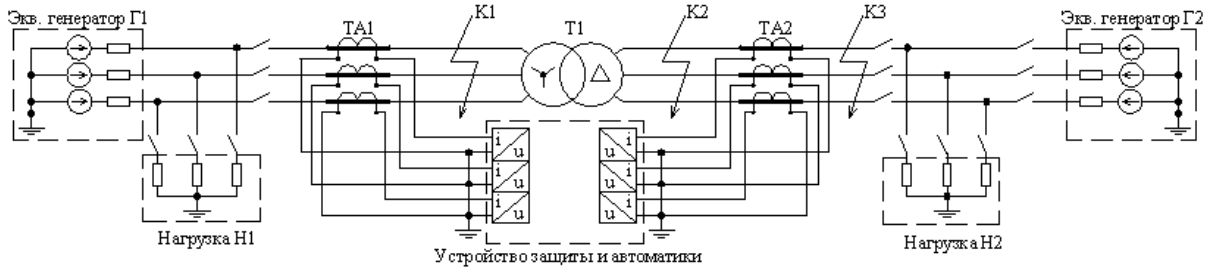 Экв. генератор Г1
ТА1
К1
Т1
К2
ТА2
К3
Экв. генератор Г2
i
u
i
u
i
u
i
u
i
u
i
u
Нагрузка Н1
Устройство защиты и автоматики
Нагрузка Н2